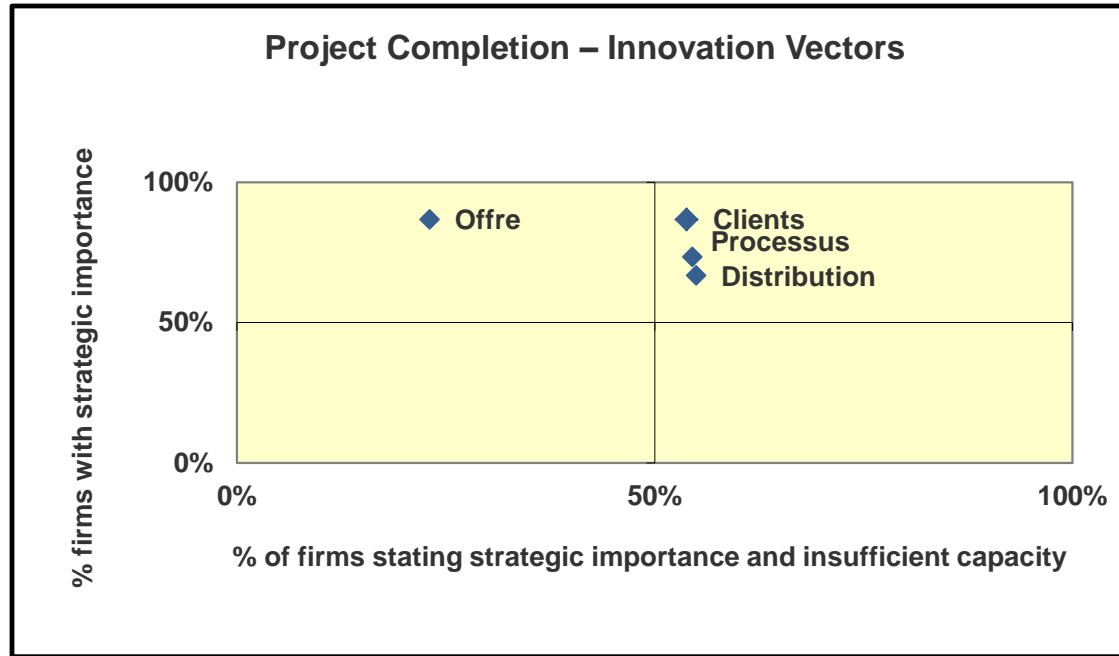 Project Completion – Innovation Vectors
% firms with strategic importance
100%
Offre
Clients
Processus
Distribution
50%
0%
0%
50%
100%
% of firms stating strategic importance and insufficient capacity